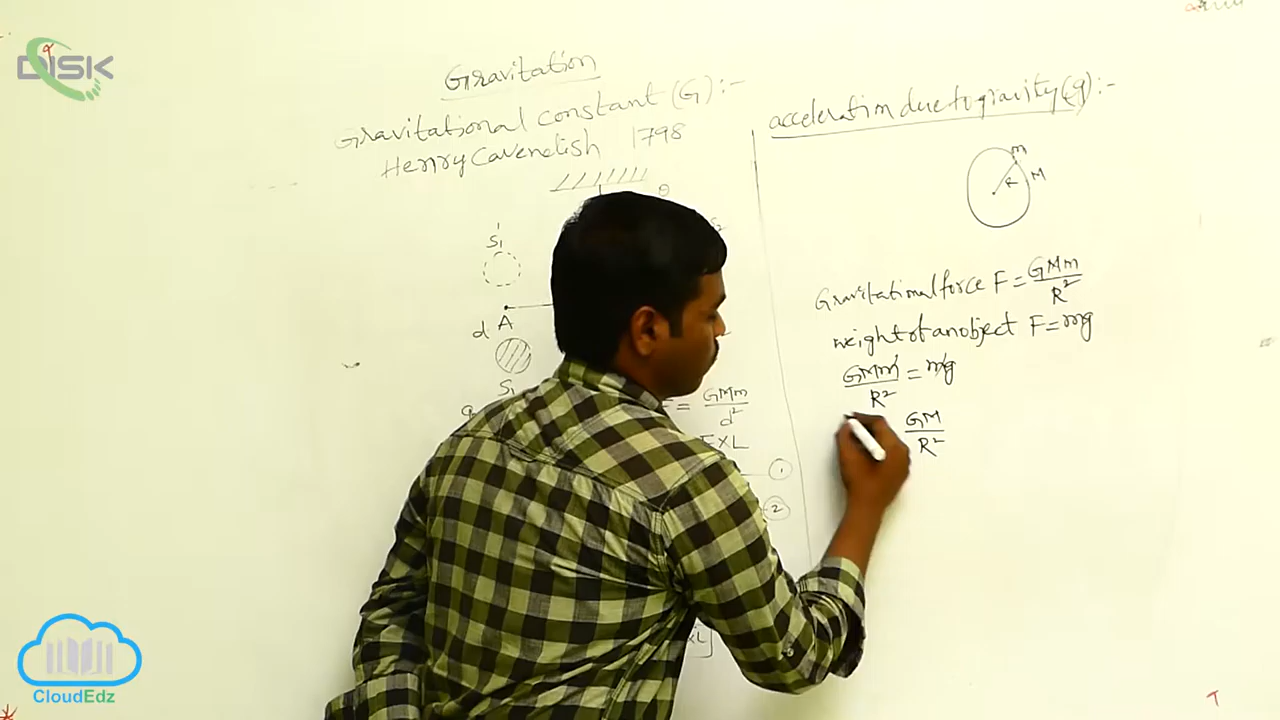 DISK
Gravitation
Gravitational constant (G):-
Henry Cavendish 1798
θ
S₁'
S₂
A
d
S₁
= GMm/d²
F×L
1
2
×L]
acceleration due to gravity(g):-
m
R
M
Gravitational force F = GMm/R²
weight of an object F = mg
GMm/R² = mg
GM/R²
CloudEdz